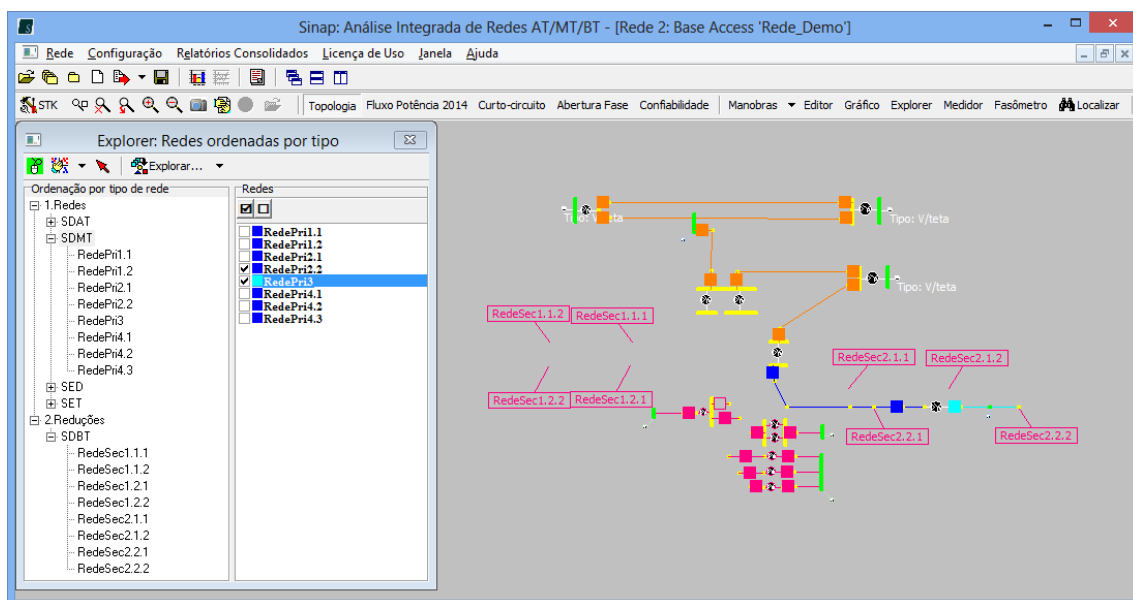 Sinap: Análise Integrada de Redes AT/MT/BT - [Rede 2: Base Access 'Rede_Demo']
Rede Configuração Relatórios Consolidados Licença de Uso Janela Ajuda
STK Topologia Fluxo Potência 2014 Curto-circuito Abertura Fase Confiabilidade Manobras Editor Gráfico Explorer Medidor Fasômetro Localizar
Explorer: Redes ordenadas por tipo
Explorar...
Ordenação por tipo de rede
1.Redes
SDAT
SDMT
RedePri1.1
RedePri1.2
RedePri2.1
RedePri2.2
RedePri3
RedePri4.1
RedePri4.2
RedePri4.3
SED
SET
2.Reduções
SDBT
RedeSec1.1.1
RedeSec1.1.2
RedeSec1.2.1
RedeSec1.2.2
RedeSec2.1.1
RedeSec2.1.2
RedeSec2.2.1
RedeSec2.2.2
Redes
RedePri1.1
RedePri1.2
RedePri2.1
RedePri2.2
RedePri3
RedePri4.1
RedePri4.2
RedePri4.3
Tipo: V/teta
Tipo: V/teta
Tipo: V/teta
RedeSec1.1.2 RedeSec1.1.1
RedeSec2.1.1 RedeSec2.1.2
RedeSec1.2.2 RedeSec1.2.1
RedeSec2.2.1 RedeSec2.2.2